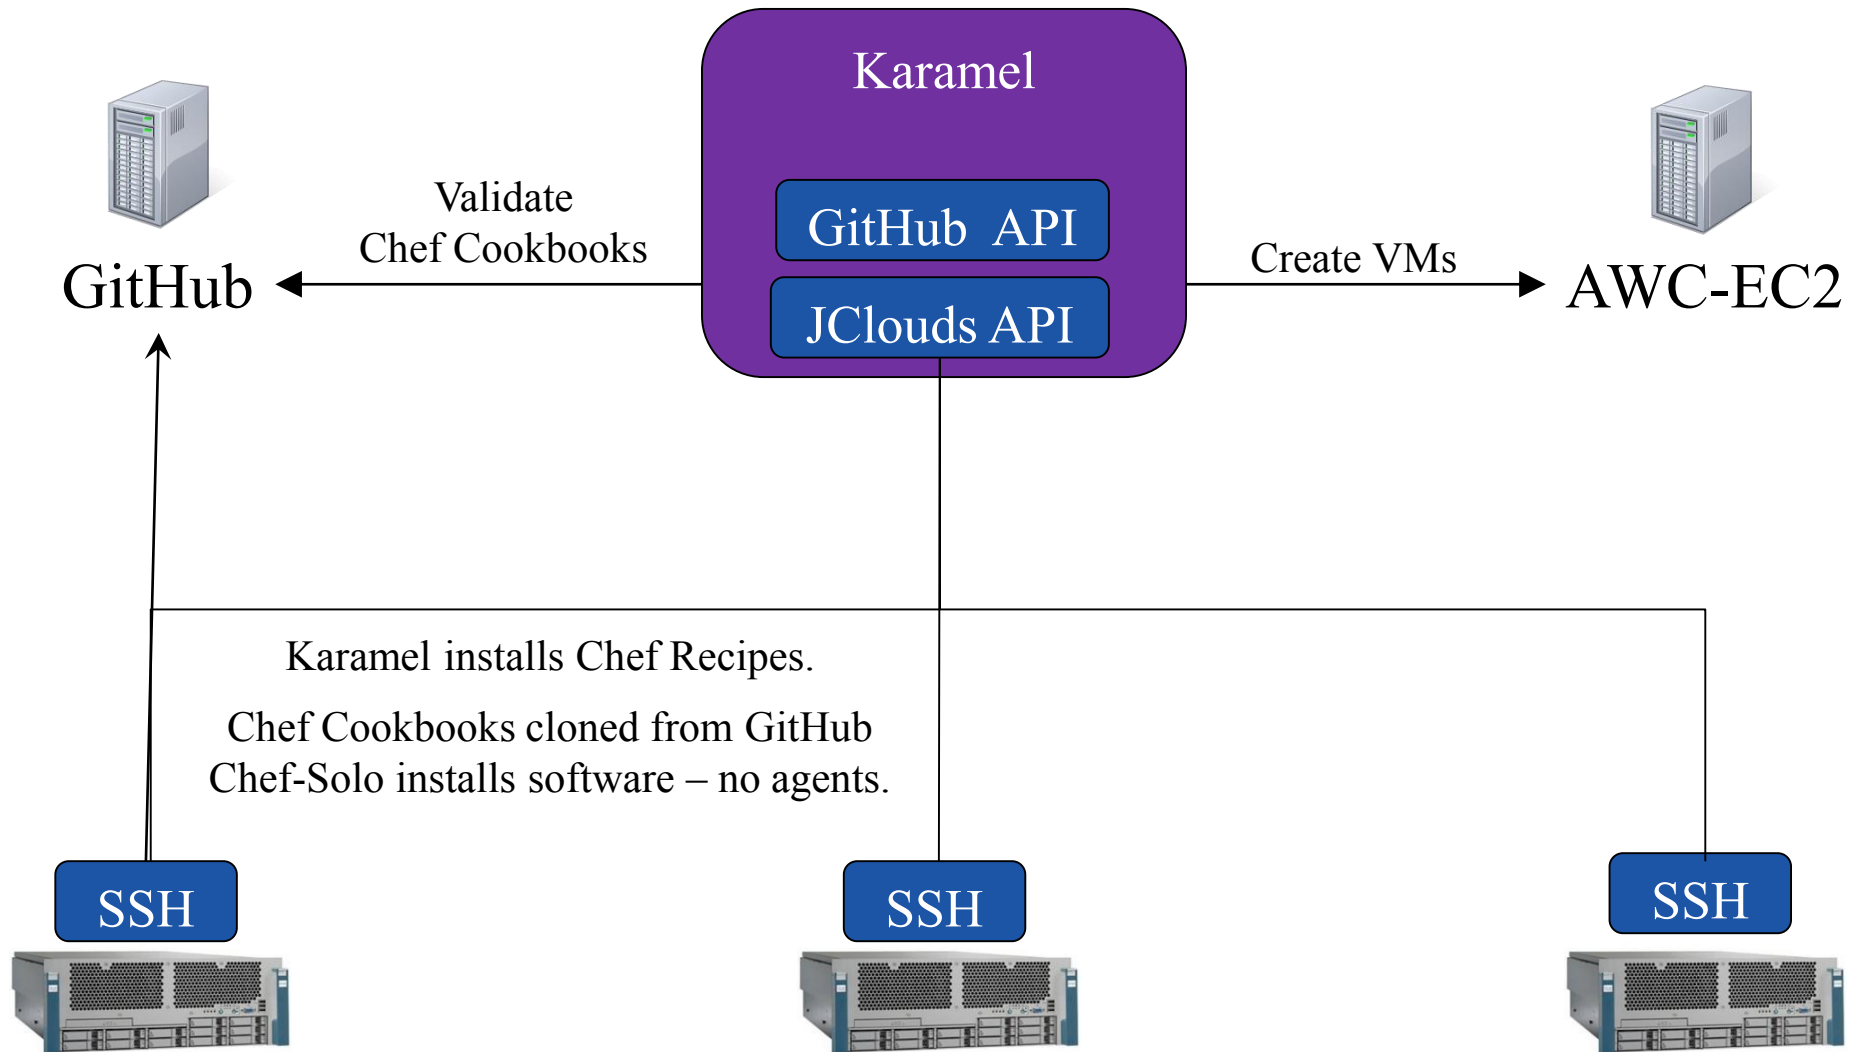 Karamel
Validate
Chef Cookbooks
GitHub API
Create VMs
GitHub
JClouds API
AWC-EC2
Karamel installs Chef Recipes.
Chef Cookbooks cloned from GitHub
Chef-Solo installs software – no agents.
SSH
SSH
SSH